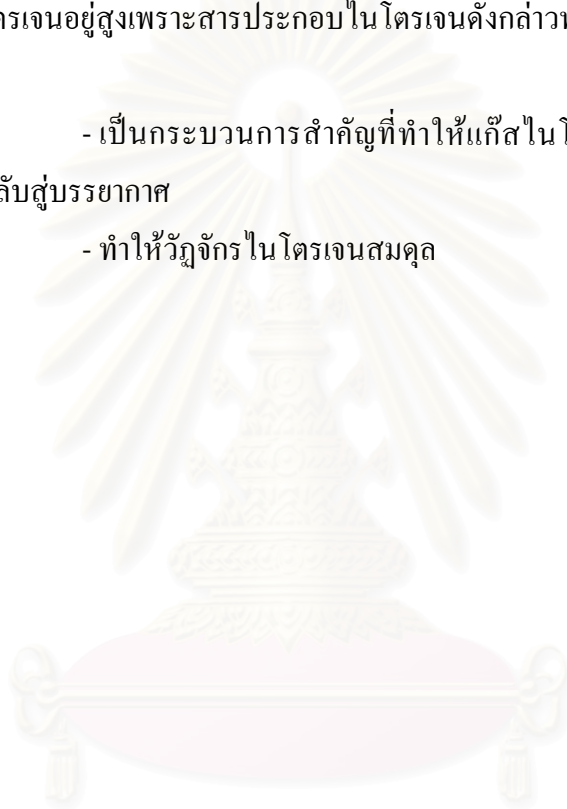 ตรเจนอยู่สูงเพราะสารประกอบไนโตรเจนดังกล่าว
- เป็นกระบวนการสำคัญที่ทำให้แก๊สไนโ
ลับสู่บรรยากาศ
- ทำให้วัฏจักรไนโตรเจนสมดุล